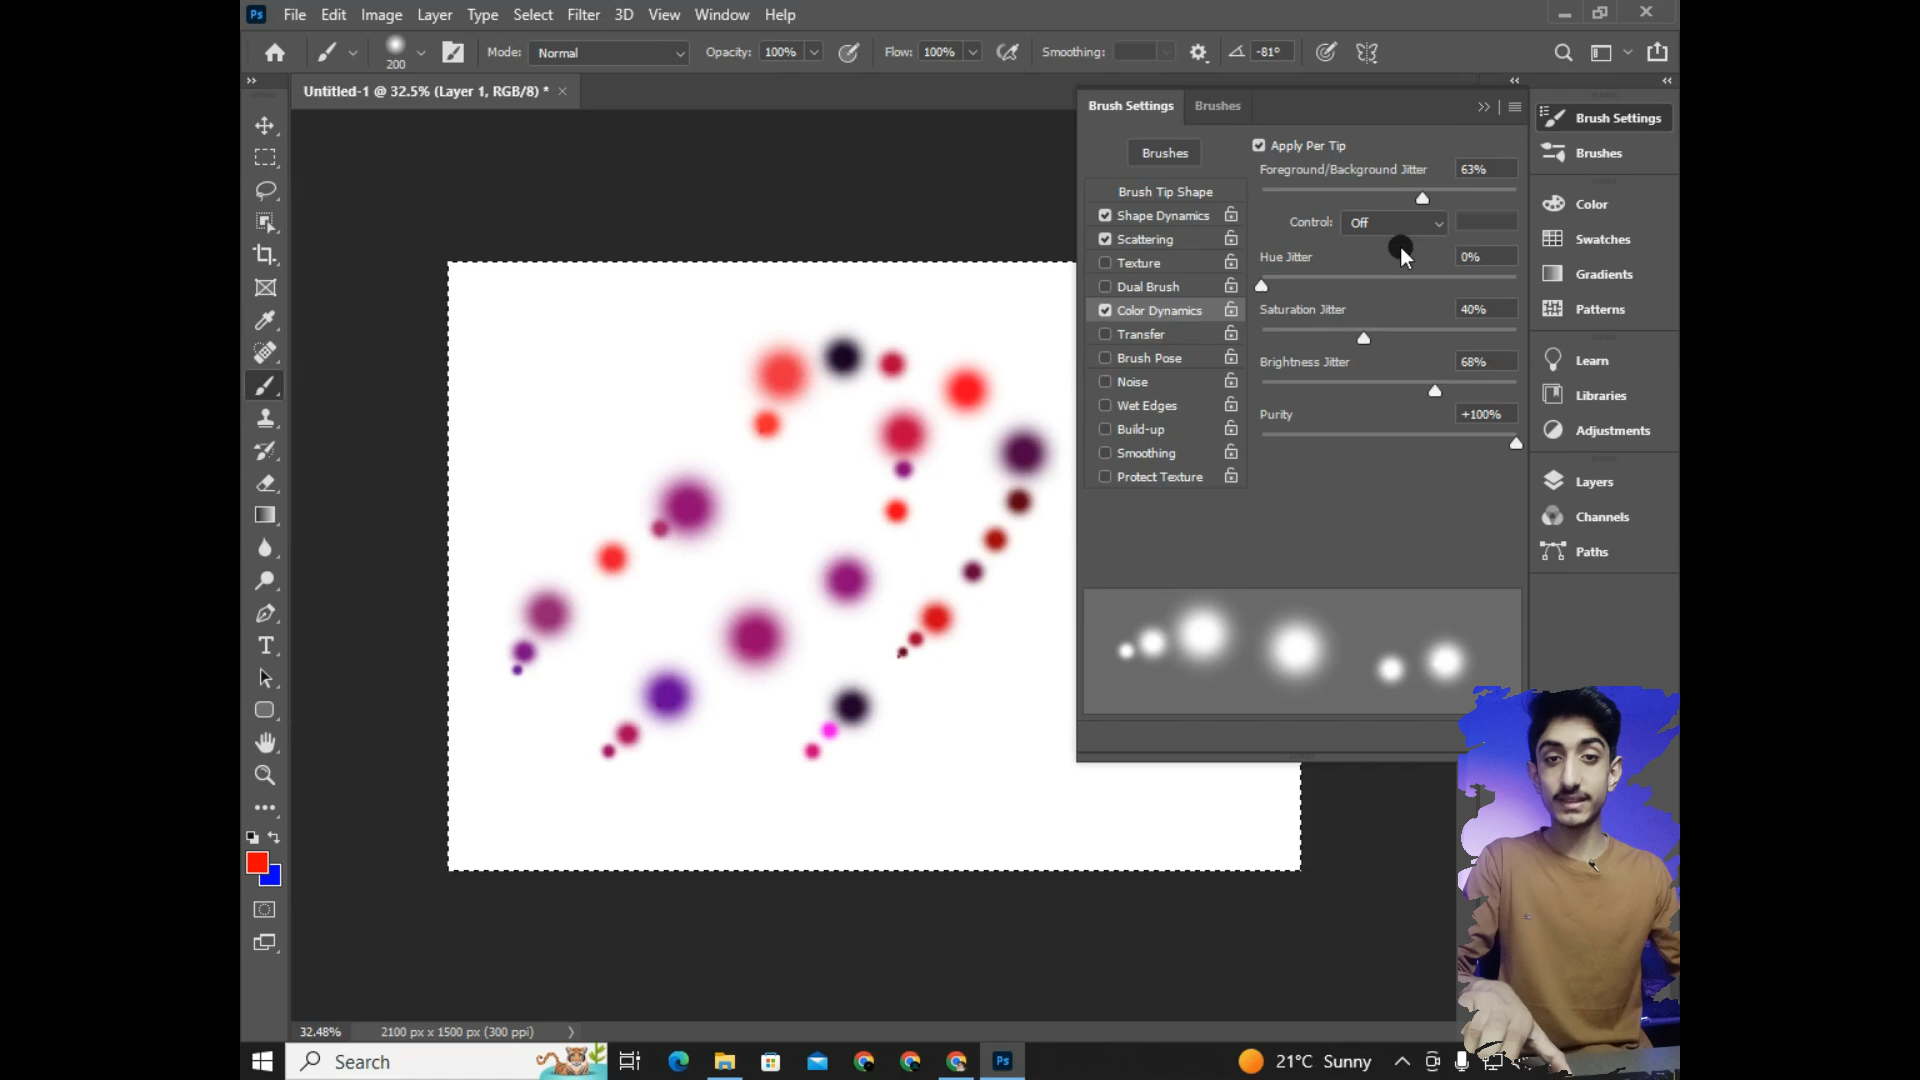 Ps File Edit Image Layer Type Select Filter 3D View Window Help
200 Mode: Normal Opacity: 100% Flow: 100% Smoothing: -81°
Untitled-1 @ 32.5% (Layer 1, RGB/8) *
Brush Settings Brushes
Brushes
Brush Tip Shape
Shape Dynamics
Scattering
Texture
Dual Brush
Color Dynamics
Transfer
Brush Pose
Noise
Wet Edges
Build-up
Smoothing
Protect Texture
Apply Per Tip
Foreground/Background Jitter 63%
Control: Off
Hue Jitter 0%
Saturation Jitter 40%
Brightness Jitter 68%
Purity +100%
Brush Settings
Brushes
Color
Swatches
Gradients
Patterns
Learn
Libraries
Adjustments
Layers
Channels
Paths
T
32.48% 2100 px x 1500 px (300 ppi)
Search Ps 21°C Sunny